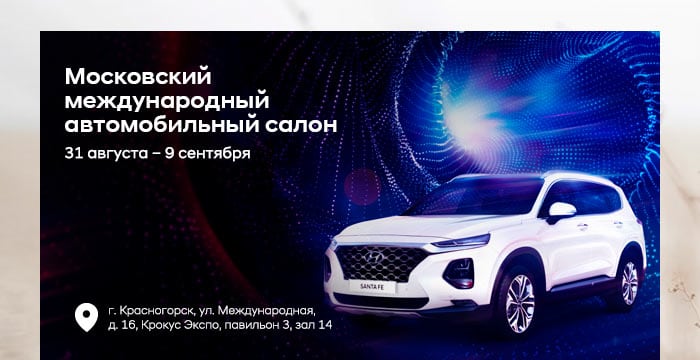 Московский
международный
автомобильный салон
31 августа – 9 сентября
SANTA FE
г. Красногорск, ул. Международная,
д. 16, Крокус Экспо, павильон 3, зал 14